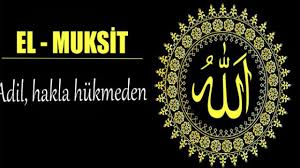 EL - MUKSİT
Adil, hakla hükmeden
الله